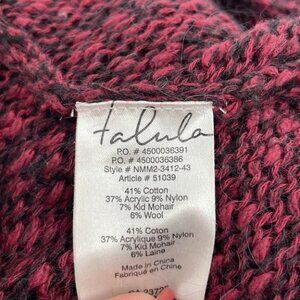 talula
P.O. # 4500036391
P.O. # 4500036386
Style # NMM2-3412-43
Article # 51039
41% Cotton
37% Acrylic 9% Nylon
7% Kid Mohair
6% Wool
41% Coton
37% Acrylique 9% Nylon
7% Kid Mohair
6% Laine
Made in China
Fabriqué en Chine